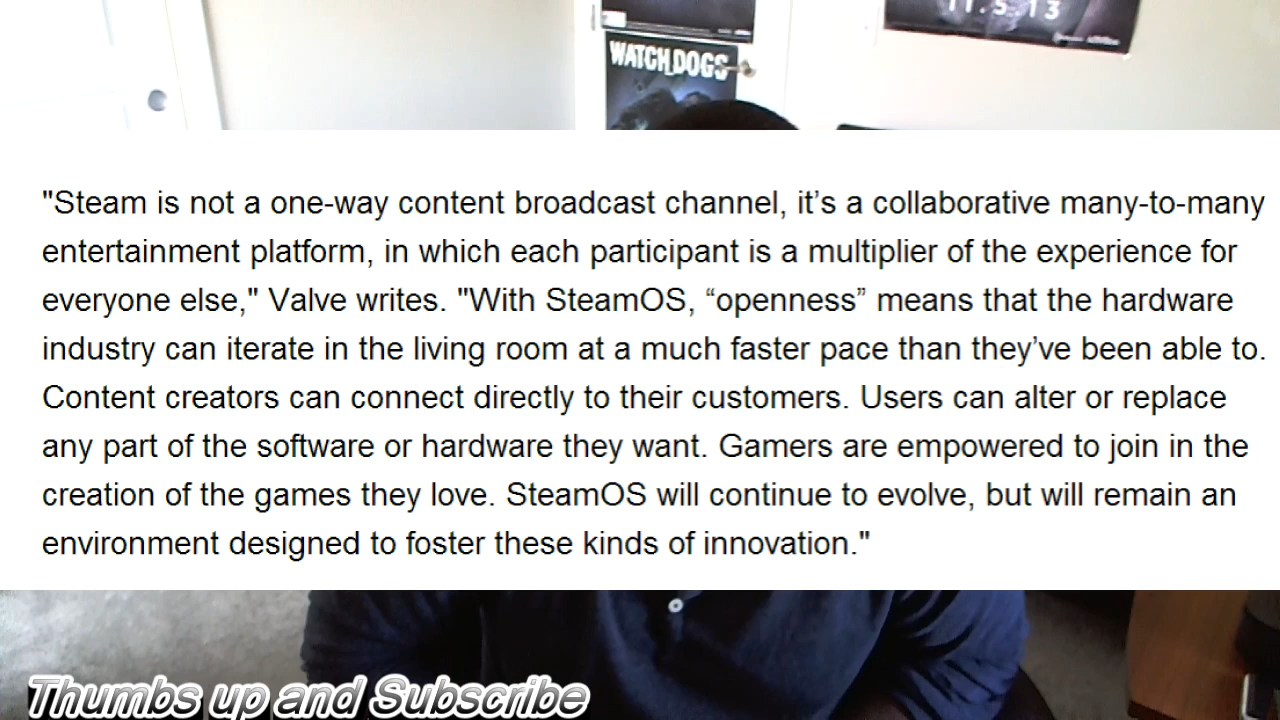 11.5.13
WATCH_DOGS
"Steam is not a one-way content broadcast channel, it’s a collaborative many-to-many
entertainment platform, in which each participant is a multiplier of the experience for
everyone else," Valve writes. "With SteamOS, “openness” means that the hardware
industry can iterate in the living room at a much faster pace than they’ve been able to.
Content creators can connect directly to their customers. Users can alter or replace
any part of the software or hardware they want. Gamers are empowered to join in the
creation of the games they love. SteamOS will continue to evolve, but will remain an
environment designed to foster these kinds of innovation."
Thumbs up and Subscribe